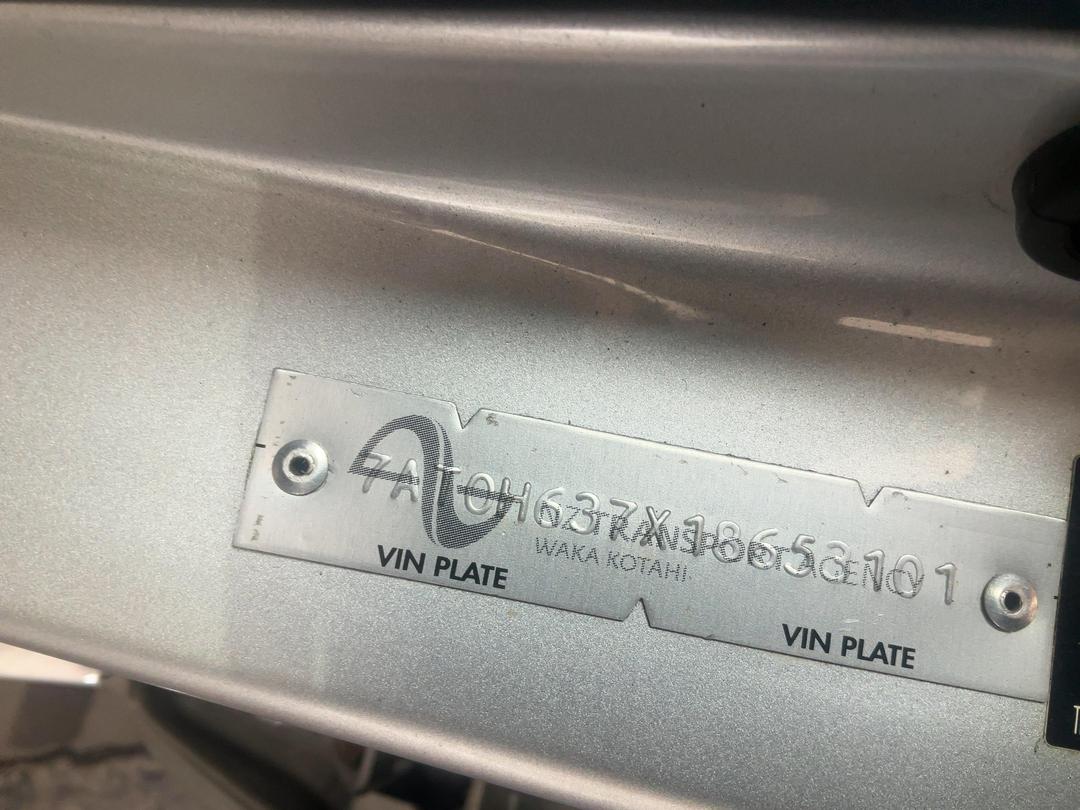 7AT0H637X18653101
NZ TRANSPORT AGENCY
WAKA KOTAHI
VIN PLATE
VIN PLATE